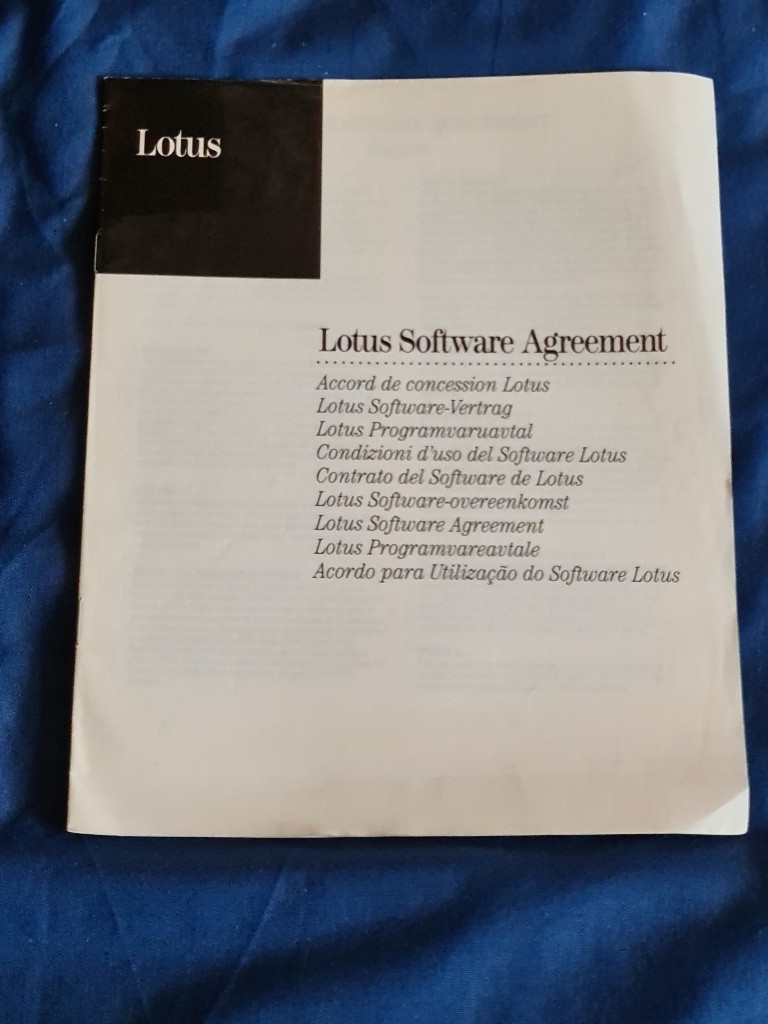 Lotus
Lotus Software Agreement
Accord de concession Lotus
Lotus Software-Vertrag
Lotus Programvaruavtal
Condizioni d'uso del Software Lotus
Contrato del Software de Lotus
Lotus Software-overeenkomst
Lotus Software Agreement
Lotus Programvareavtale
Acordo para Utilização do Software Lotus